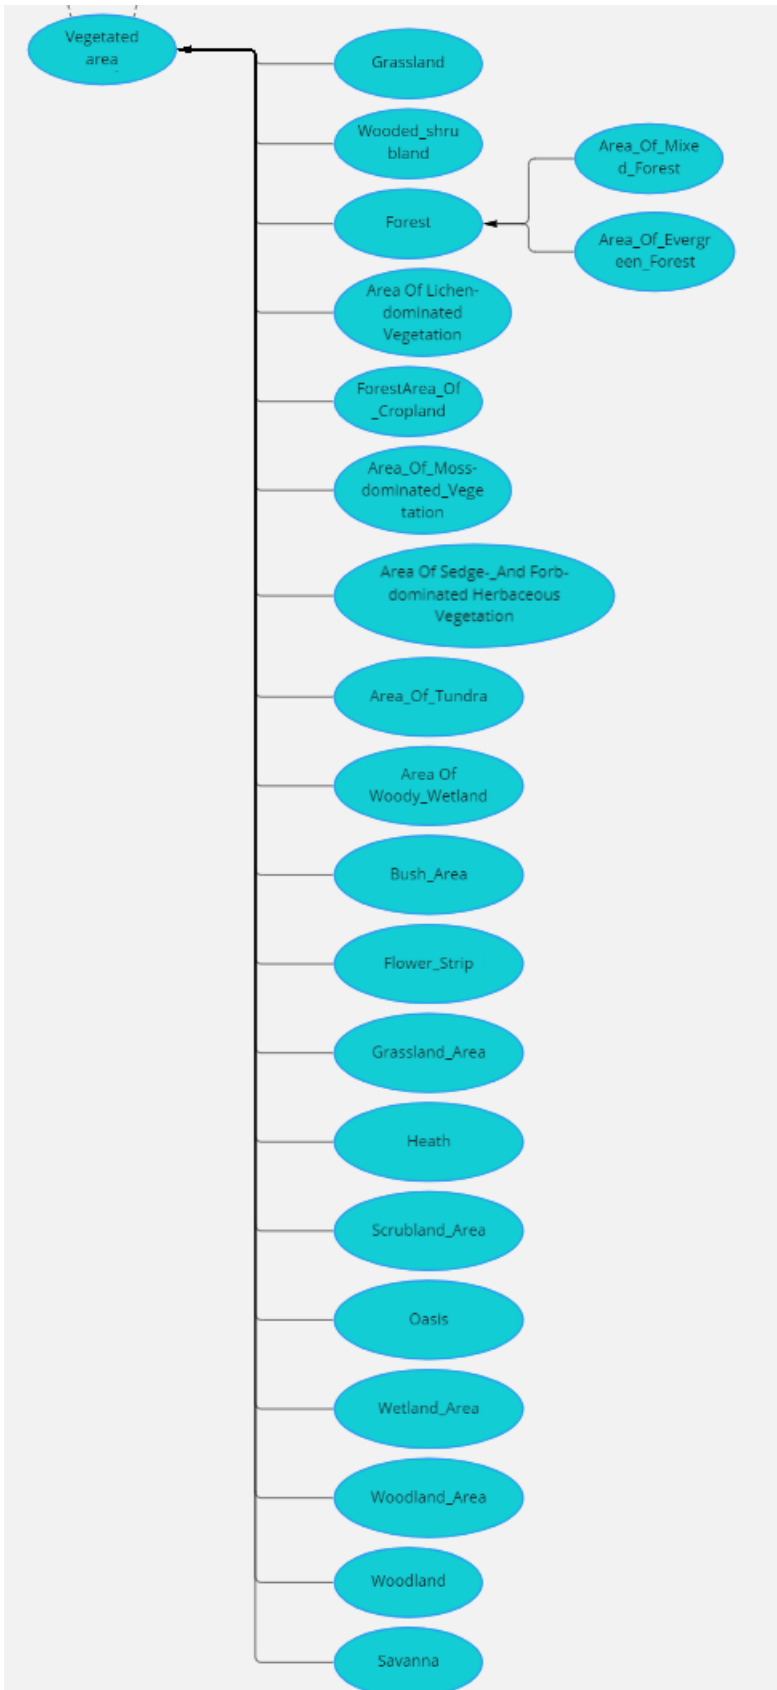 Vegetated
area
Grassland
Wooded_shru
bland
Forest
Area_Of_Mixe
d_Forest
Area_Of_Evergr
een_Forest
Area Of Lichen-
dominated
Vegetation
ForestArea_Of
_Cropland
Area_Of_Moss-
dominated_Vege
tation
Area Of Sedge-_And Forb-
dominated Herbaceous
Vegetation
Area_Of_Tundra
Area Of
Woody_Wetland
Bush_Area
Flower_Strip
Grassland_Area
Heath
Scrubland_Area
Oasis
Wetland_Area
Woodland_Area
Woodland
Savanna